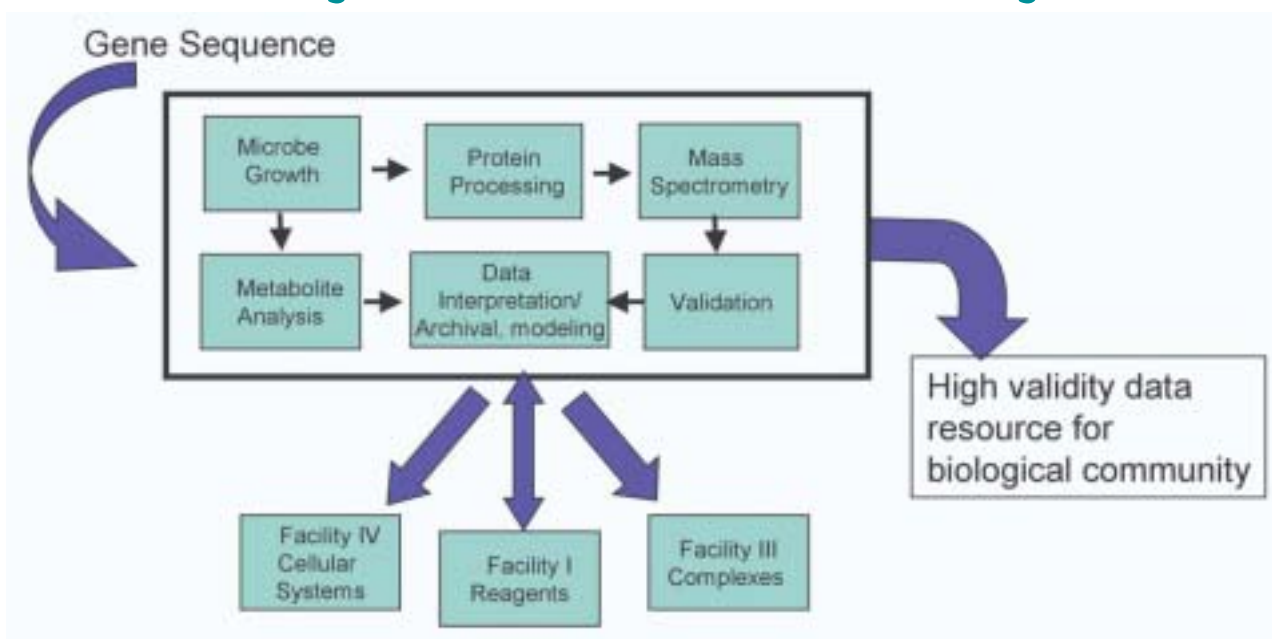 Gene Sequence
Microbe
Growth
Protein
Processing
Mass
Spectrometry
Metabolite
Analysis
Data
Interpretation/
Archival, modeling
Validation
High validity data
resource for
biological community
Facility IV
Cellular
Systems
Facility I
Reagents
Facility III
Complexes